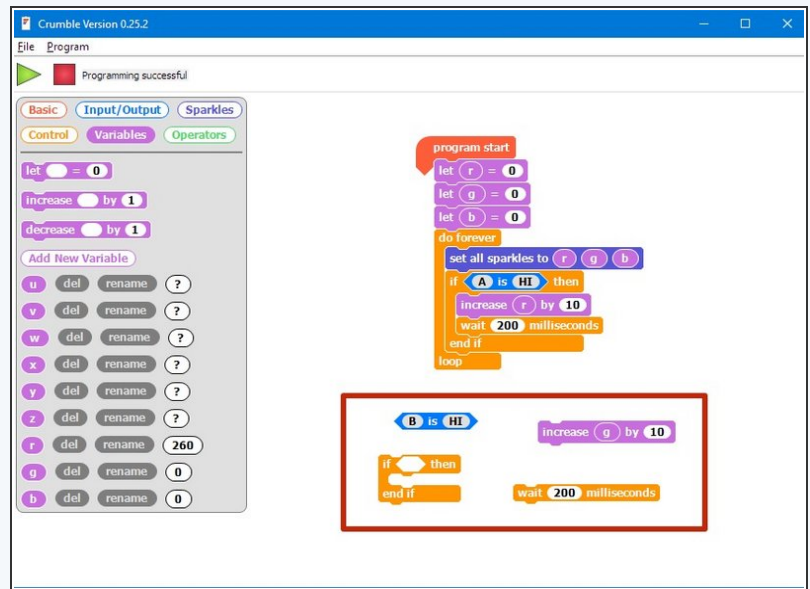 Crumble Version 0.25.2
File Program
Programming successful
Basic Input/Output Sparkles
Control Variables Operators
let = 0
increase by 1
decrease by 1
Add New Variable
u del rename ?
v del rename ?
w del rename ?
x del rename ?
y del rename ?
z del rename ?
r del rename 260
g del rename 0
b del rename 0
program start
let r = 0
let g = 0
let b = 0
do forever
set all sparkles to r g b
if A is HI then
increase r by 10
wait 200 milliseconds
end if
loop
B is HI
increase g by 10
if then
end if
wait 200 milliseconds